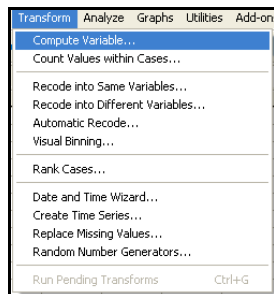 Transform Analyze Graphs Utilities Add-on
Compute Variable...
Count Values within Cases...
Recode into Same Variables...
Recode into Different Variables...
Automatic Recode...
Visual Binning...
Rank Cases...
Date and Time Wizard...
Create Time Series...
Replace Missing Values...
Random Number Generators...
Run Pending Transforms Ctrl+G